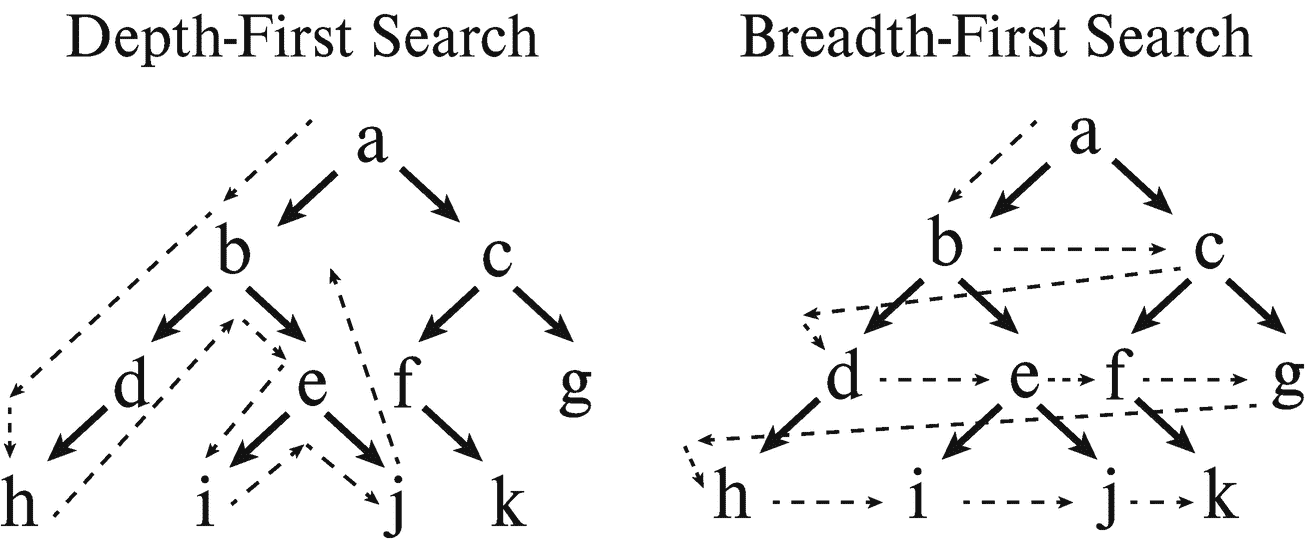 Depth-First Search
a
b c
d e f g
h i j k
Breadth-First Search
a
b c
d e f g
h i j k